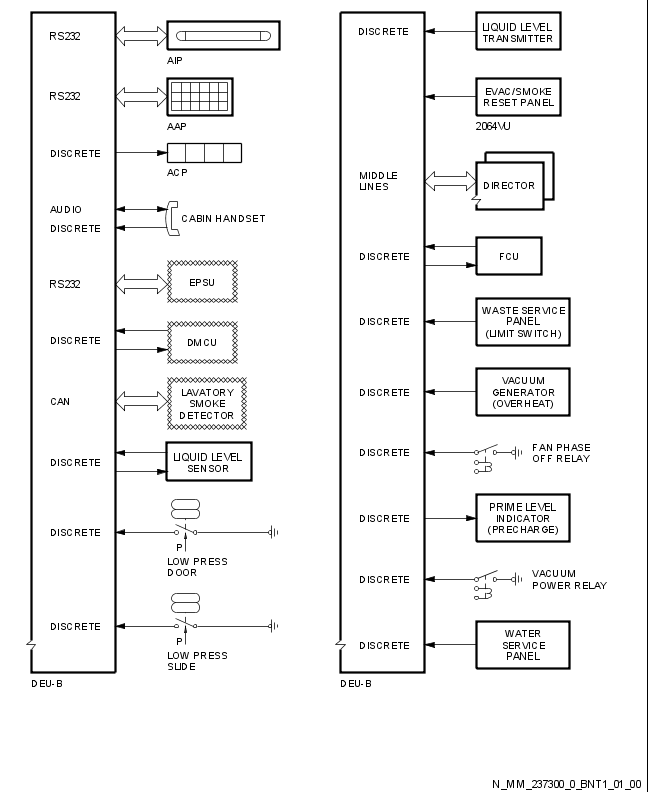 RS232
AIP
RS232
AAP
DISCRETE
ACP
AUDIO
DISCRETE
CABIN HANDSET
RS232
EPSU
DISCRETE
DMCU
CAN
LAVATORY
SMOKE
DETECTOR
DISCRETE
LIQUID LEVEL
SENSOR
DISCRETE
P
LOW PRESS
DOOR
DISCRETE
P
LOW PRESS
SLIDE
DEU-B
DISCRETE
LIQUID LEVEL
TRANSMITTER
EVAC/SMOKE
RESET PANEL
2064VU
MIDDLE
LINES
DIRECTOR
DISCRETE
FCU
DISCRETE
WASTE SERVICE
PANEL
(LIMIT SWITCH)
DISCRETE
VACUUM
GENERATOR
(OVERHEAT)
DISCRETE
FAN PHASE
OFF RELAY
DISCRETE
PRIME LEVEL
INDICATOR
(PRECHARGE)
DISCRETE
VACUUM
POWER RELAY
DISCRETE
WATER
SERVICE
PANEL
DEU-B
N_MM_237300_0_BNT1_01_00